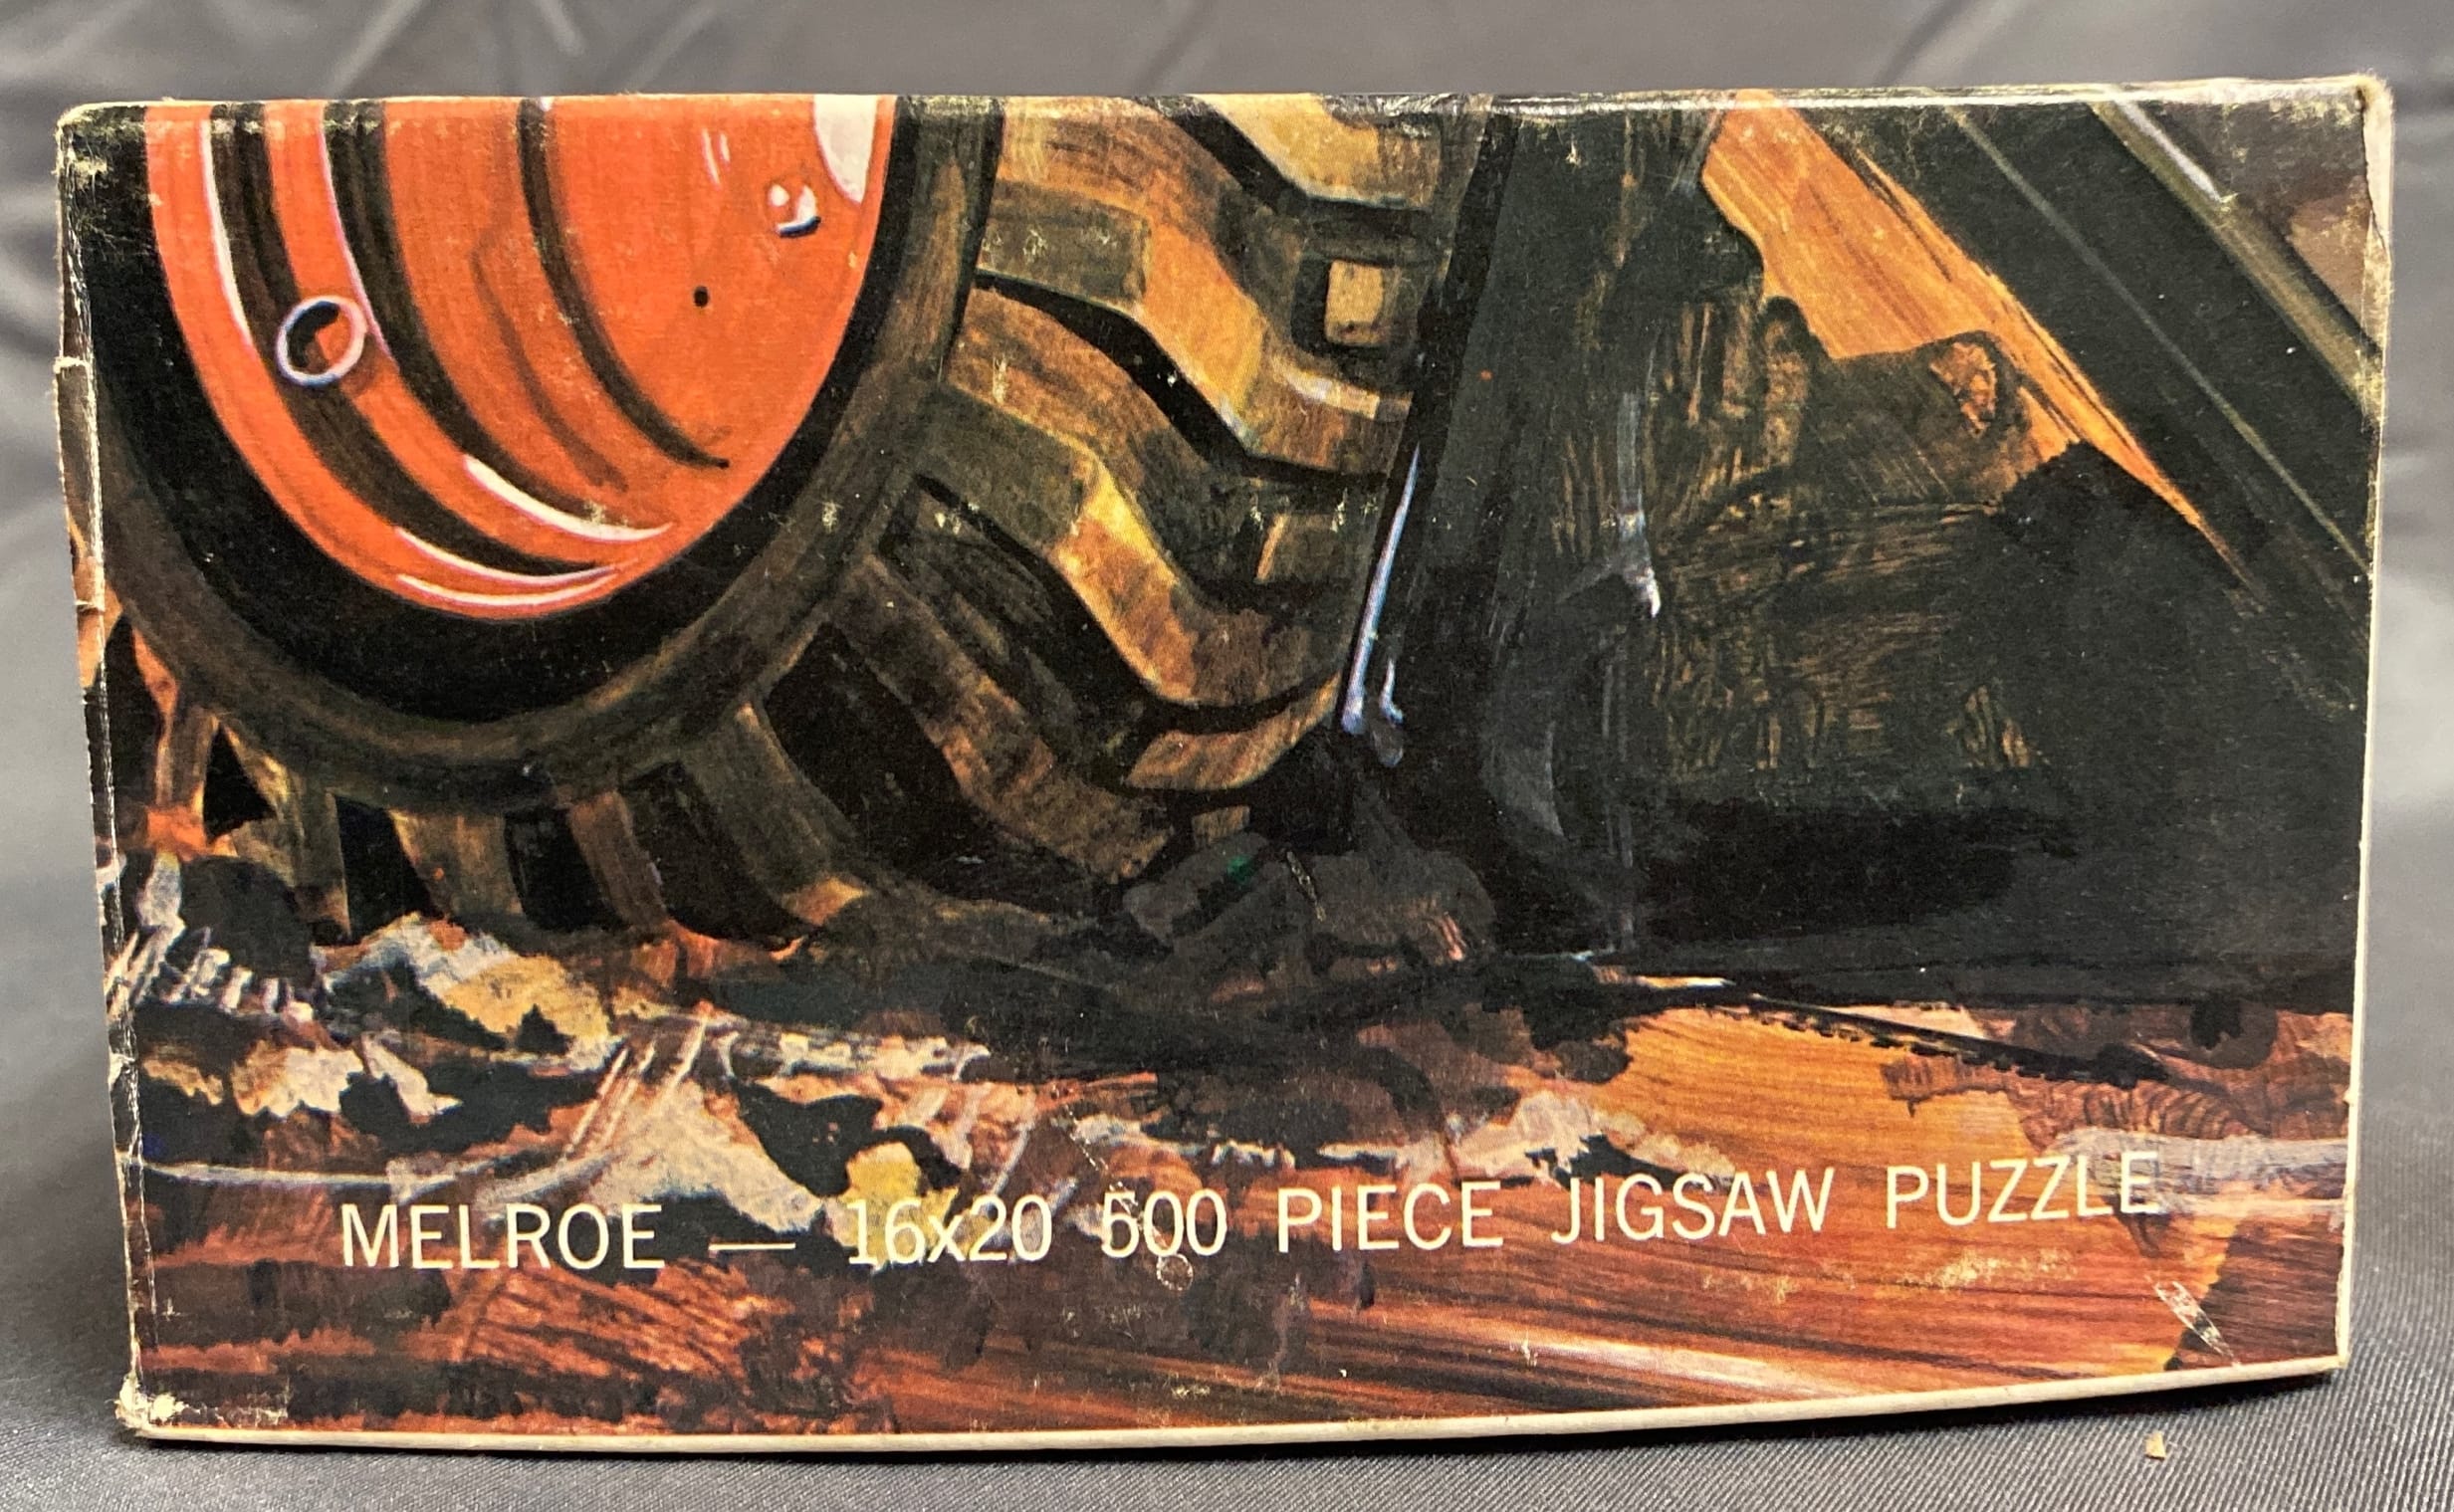 MELROE — 16x20 500 PIECE JIGSAW PUZZLE